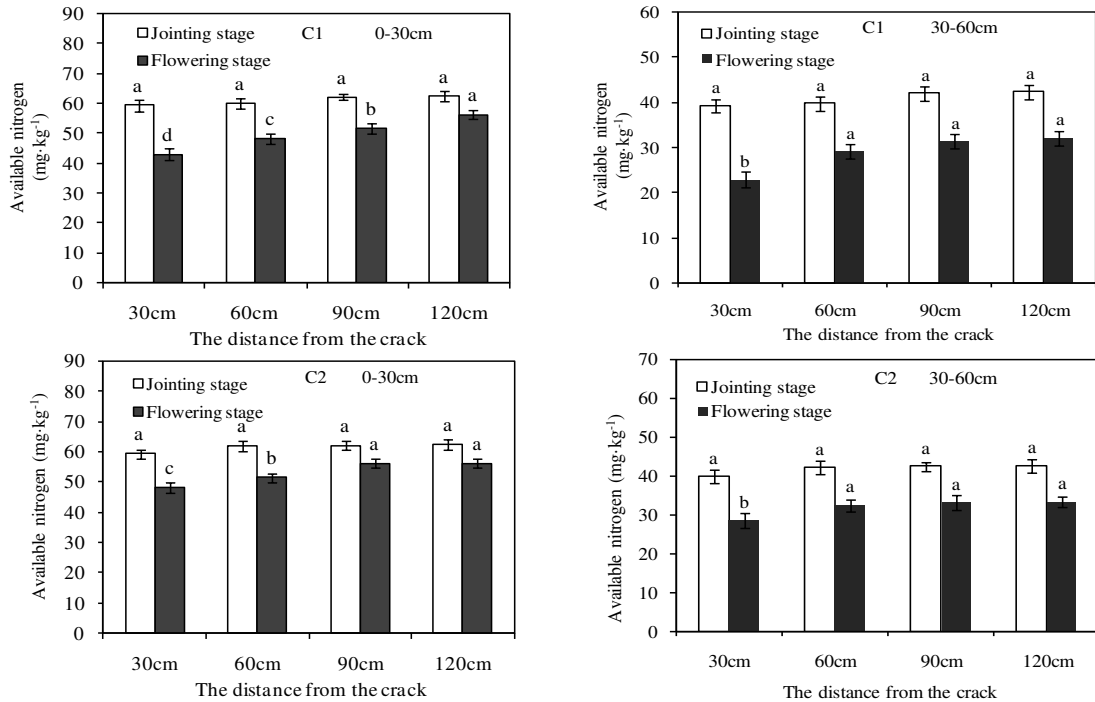 90
80
70
60
50
40
30
20
10
0
Available nitrogen
(mg·kg⁻¹)
Jointing stage
Flowering stage
C1 0-30cm
a a a a
d c b a
30cm 60cm 90cm 120cm
The distance from the crack
60
50
40
30
20
10
0
Available nitrogen
(mg·kg⁻¹)
Jointing stage
Flowering stage
C1 30-60cm
a a a a
b a a a
30cm 60cm 90cm 120cm
The distance from the crack
90
80
70
60
50
40
30
20
10
0
Available nitrogen (mg·kg⁻¹)
Jointing stage
Flowering stage
C2 0-30cm
a a a a
c b a a
30cm 60cm 90cm 120cm
The distance from the crack
70
60
50
40
30
20
10
0
Available nitrogen (mg·kg⁻¹)
Jointing stage
Flowering stage
C2 30-60cm
a a a a
b a a a
30cm 60cm 90cm 120cm
The distance from the crack